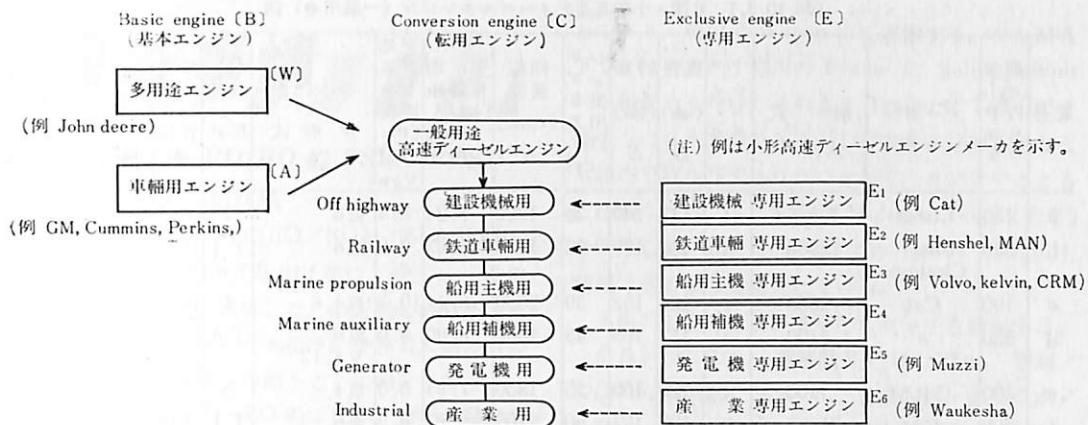 Basic engine〔B〕 Conversion engine〔C〕 Exclusive engine 〔E〕
(基本エンジン) (転用エンジン) (専用エンジン)
多用途エンジン〔W〕
(例 John deere)
車輛用エンジン〔A〕
(例 GM, Cummins, Perkins,)
一般用途
高速ディーゼルエンジン
(注) 例は小形高速ディーゼルエンジンメーカを示す。
Off highway 建設機械用 建設機械 専用エンジン E₁ (例 Cat)
Railway 鉄道車輛用 鉄道車輛 専用エンジン E₂ (例 Henshel, MAN)
Marine propulsion 船用主機用 船用主機 専用エンジン E₃ (例 Volvo, kelvin, CRM)
Marine auxiliary 船用補機用 船用補機 専用エンジン E₄
Generator 発電機用 発電機 専用エンジン E₅ (例 Muzzi)
Industrial 産業用 産業 専用エンジン E₆ (例 Waukesha)